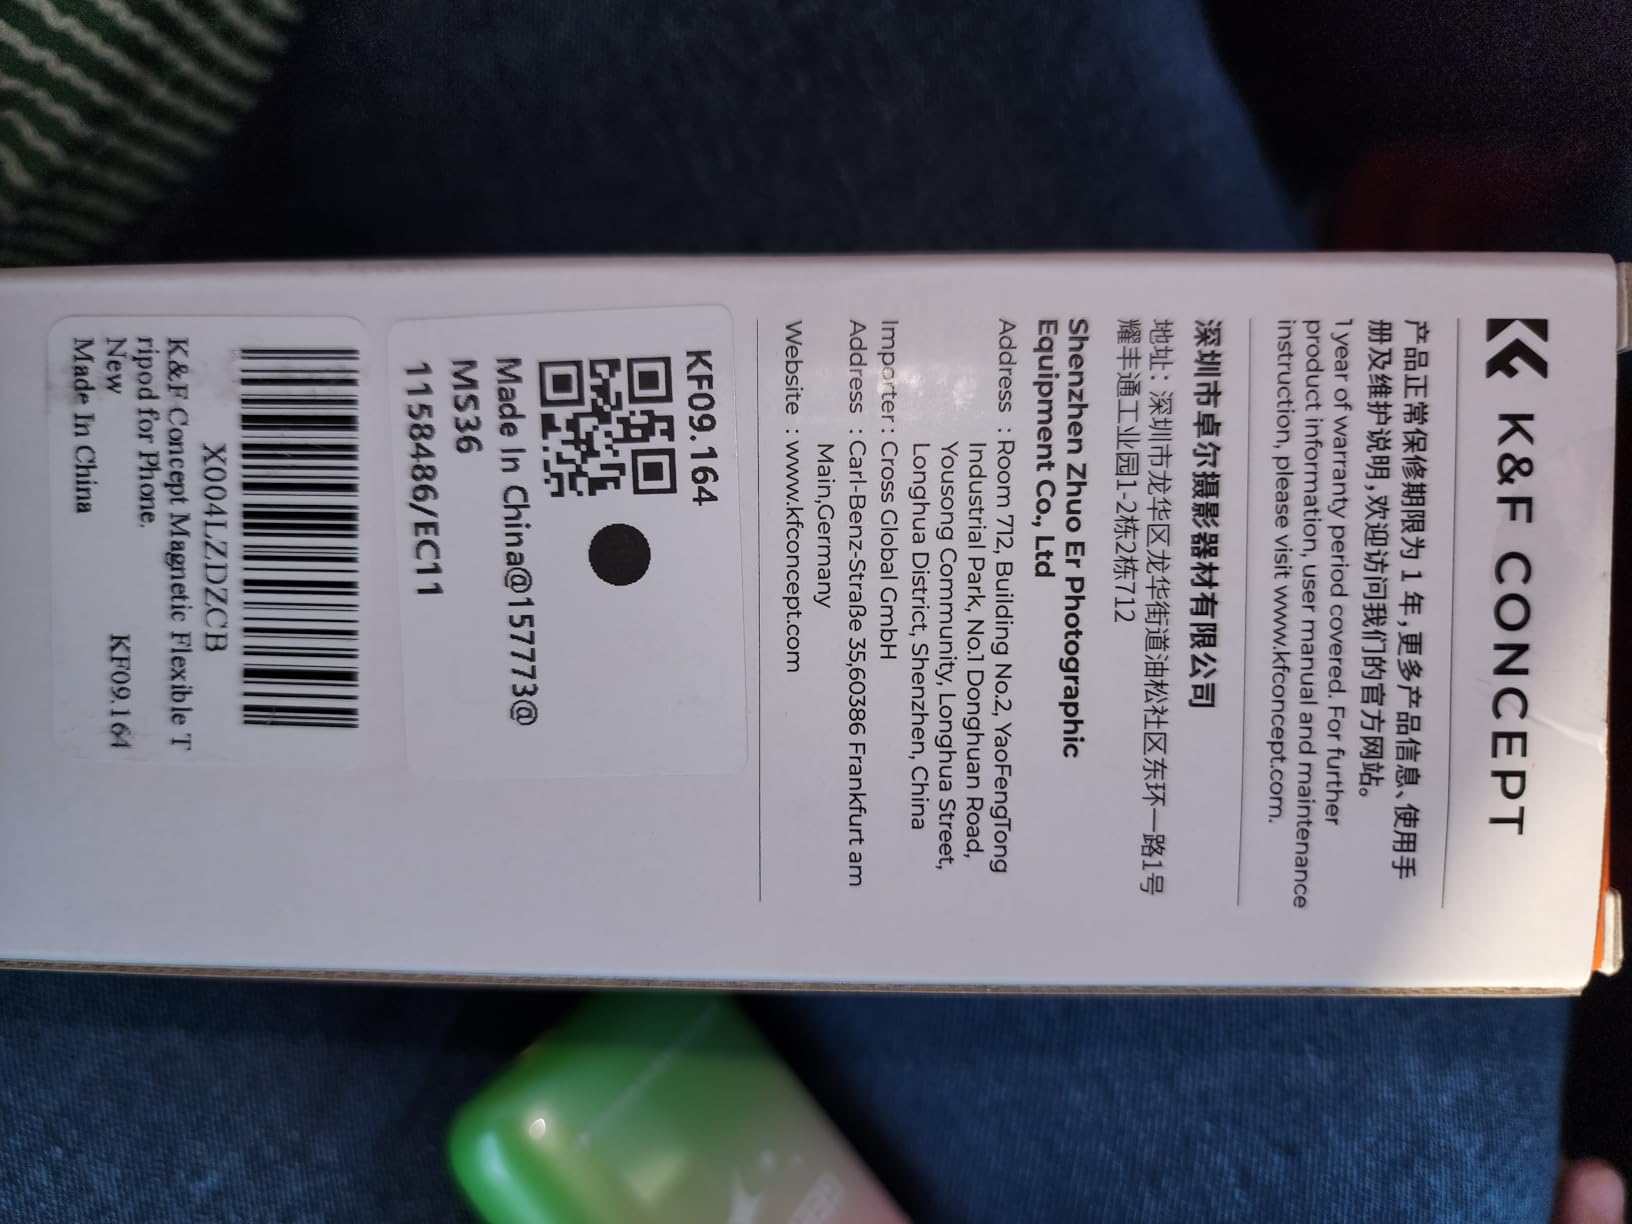 K&F CONCEPT
产品正常保修期限为 1 年,更多产品信息、使用手
册及维护说明,欢迎访问我们的官方网站。
1 year of warranty period covered. For further
product information, user manual and maintenance
instruction, please visit www.kfconcept.com.
深圳市卓尔摄影器材有限公司
地址: 深圳市龙华区龙华街道油松社区东环一路1号
耀丰通工业园1-2栋2栋712
Shenzhen Zhuo Er Photographic
Equipment Co., Ltd
Address : Room 712, Building No.2, YaoFengTong
Industrial Park, No.1 Donghuan Road,
Yousong Community, Longhua Street,
Longhua District, Shenzhen, China
Importer : Cross Global GmbH
Address : Carl-Benz-Straße 35,60386 Frankfurt am
Main,Germany
Website : www.kfconcept.com
KF09.164
Made In China@157773@
MS36
1158486/EC11
X004LZDZCB
K&F Concept Magnetic Flexible T
ripod for Phone,
New KF09.164
Made In China